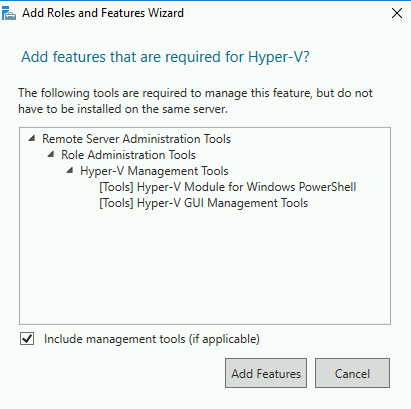 Add Roles and Features Wizard
Add features that are required for Hyper-V?
The following tools are required to manage this feature, but do not
have to be installed on the same server.
Remote Server Administration Tools
Role Administration Tools
Hyper-V Management Tools
[Tools] Hyper-V Module for Windows PowerShell
[Tools] Hyper-V GUI Management Tools
Include management tools (if applicable)
Add Features
Cancel